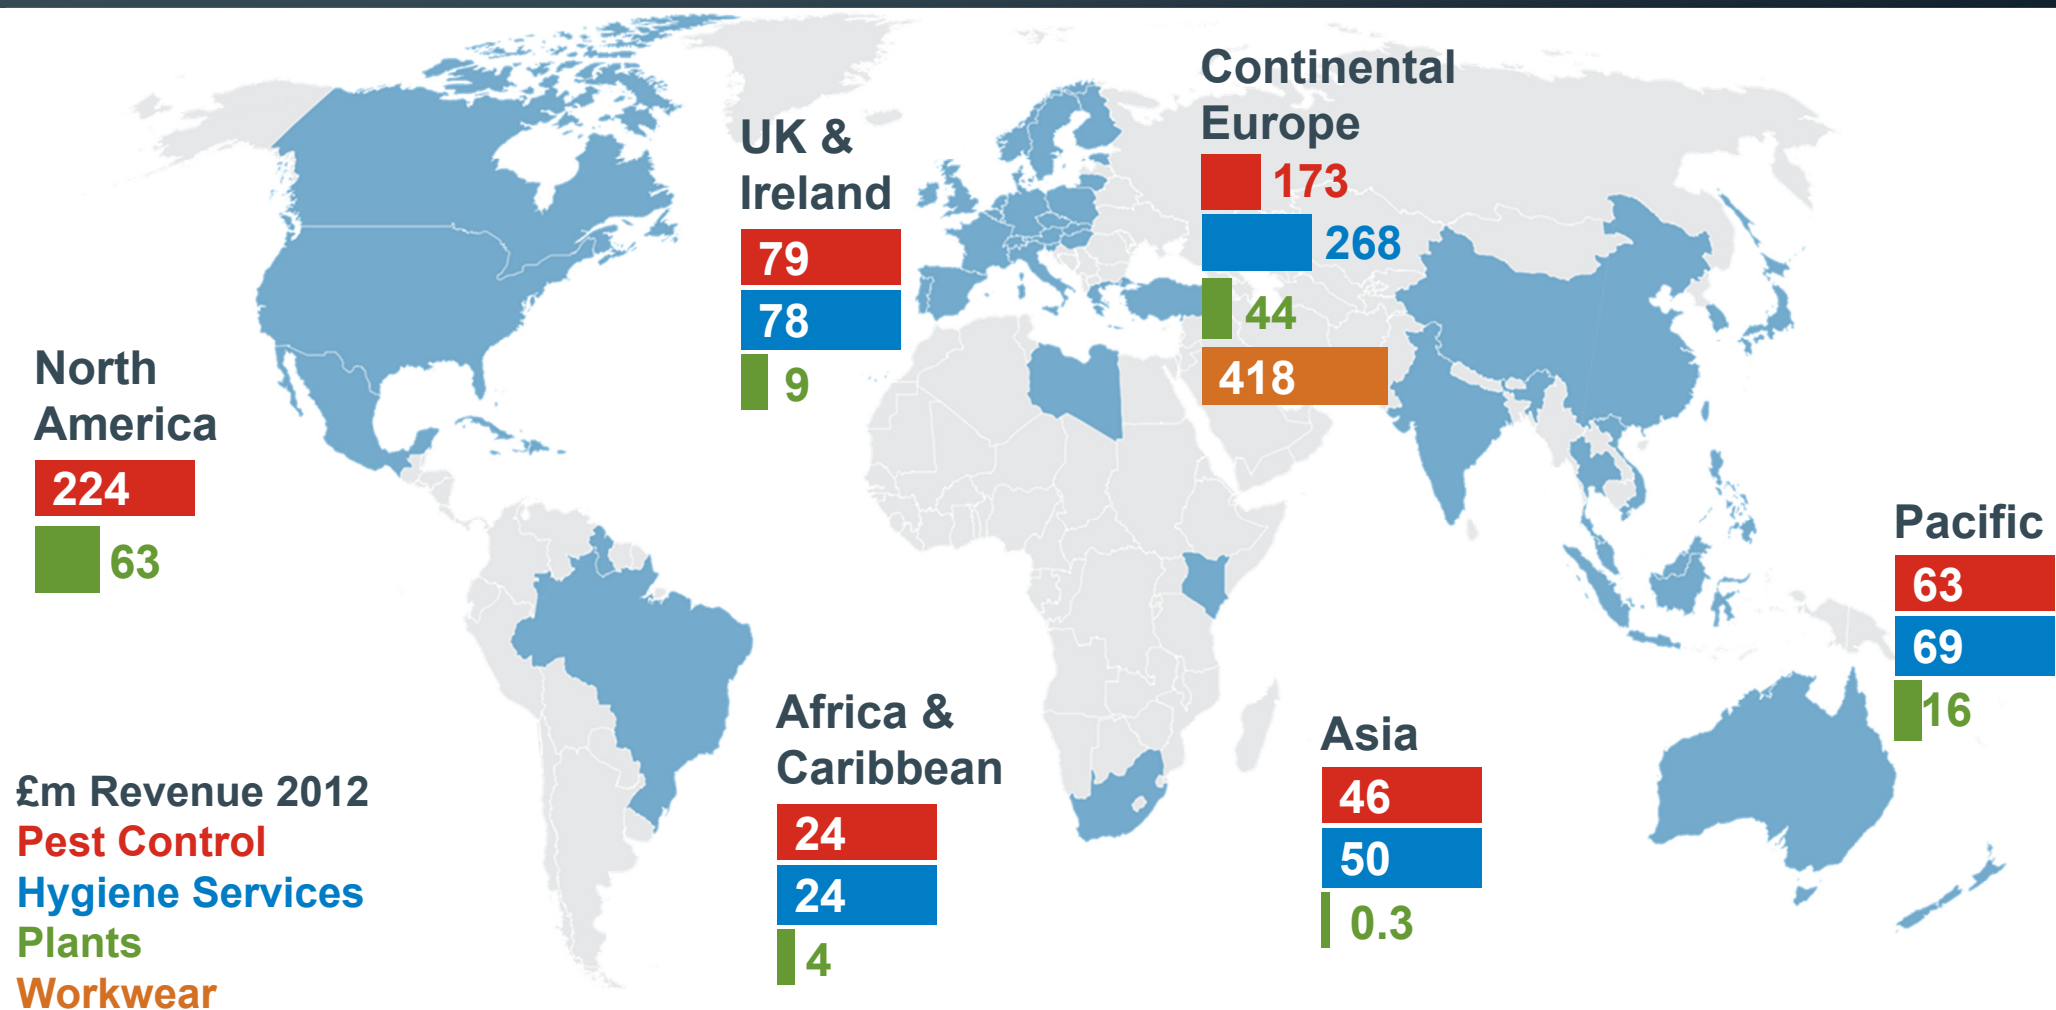 North
America
224
63
UK &
Ireland
79
78
9
Continental
Europe
173
268
44
418
Africa &
Caribbean
24
24
4
Asia
46
50
0.3
Pacific
63
69
16
£m Revenue 2012
Pest Control
Hygiene Services
Plants
Workwear